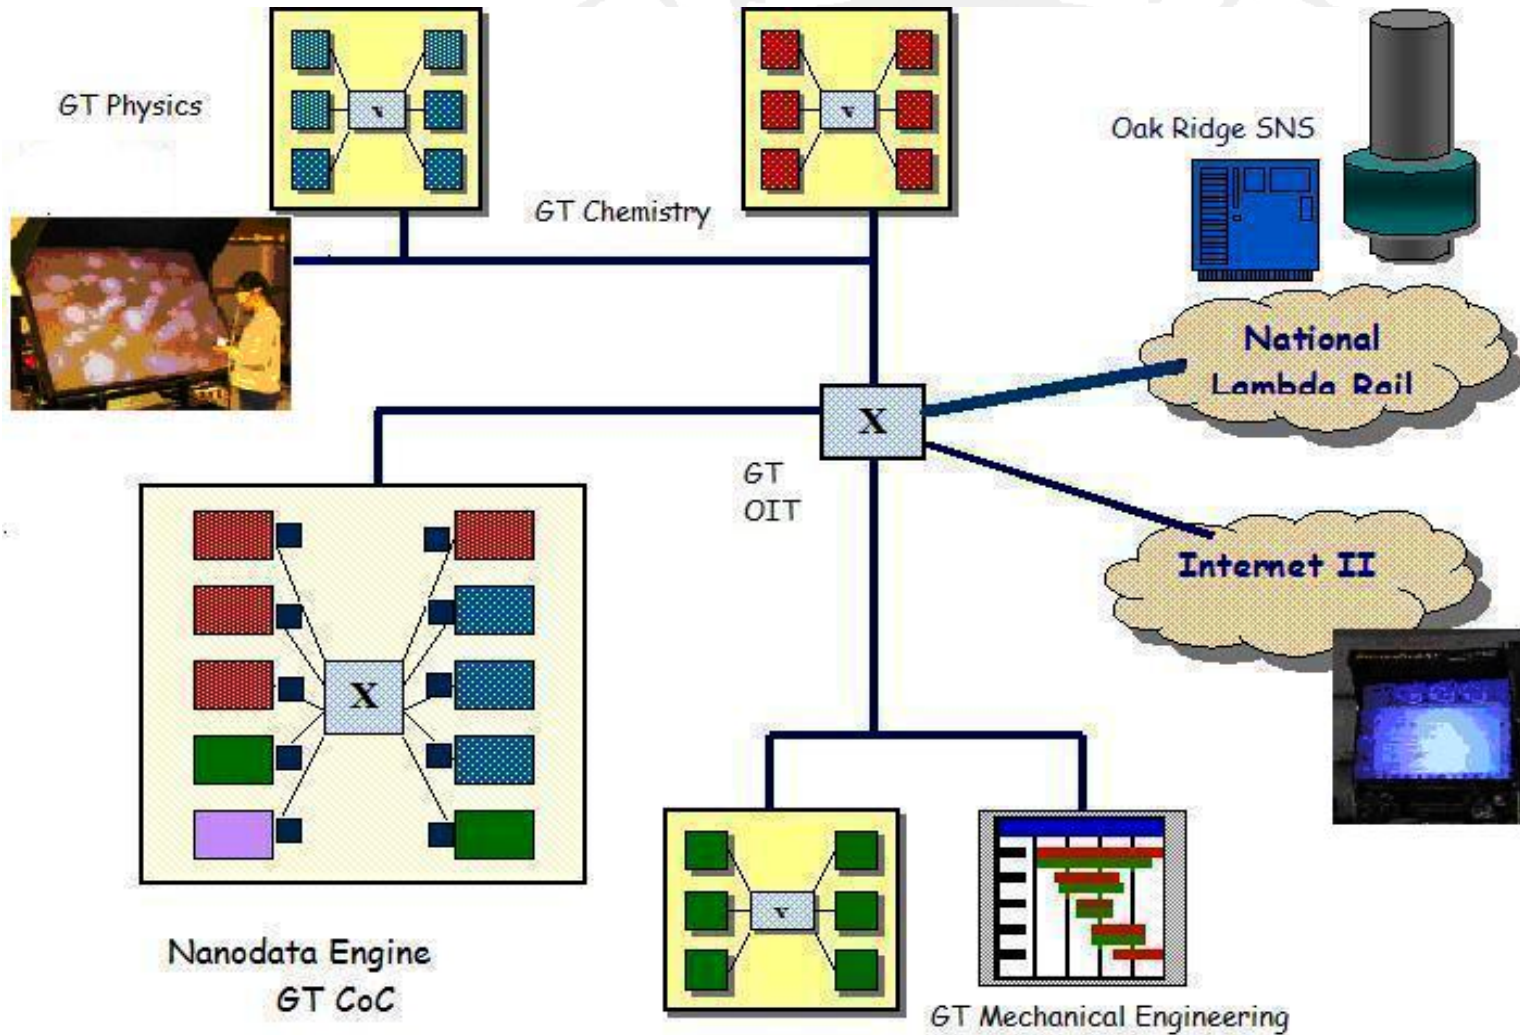 GT Physics
GT Chemistry
Oak Ridge SNS
National
Lambda Rail
X
GT
OIT
Internet II
X
Nanodata Engine
GT CoC
GT Mechanical Engineering